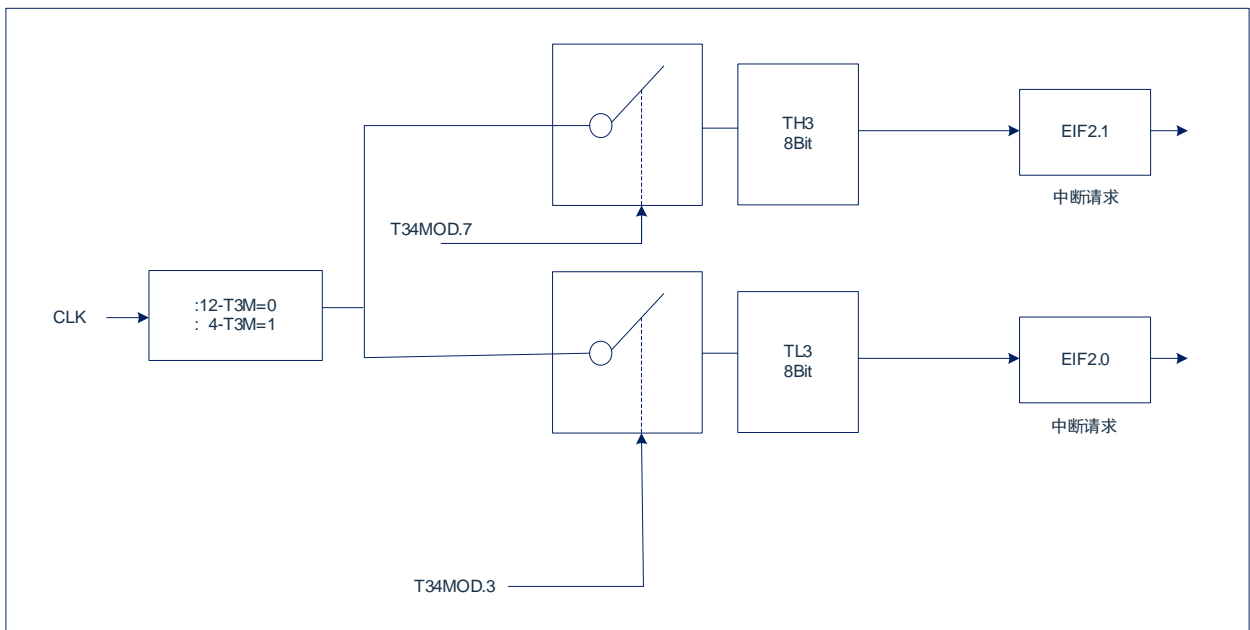 TH3
8Bit
EIF2.1
中断请求
T34MOD.7
CLK
:12-T3M=0
: 4-T3M=1
TL3
8Bit
EIF2.0
中断请求
T34MOD.3